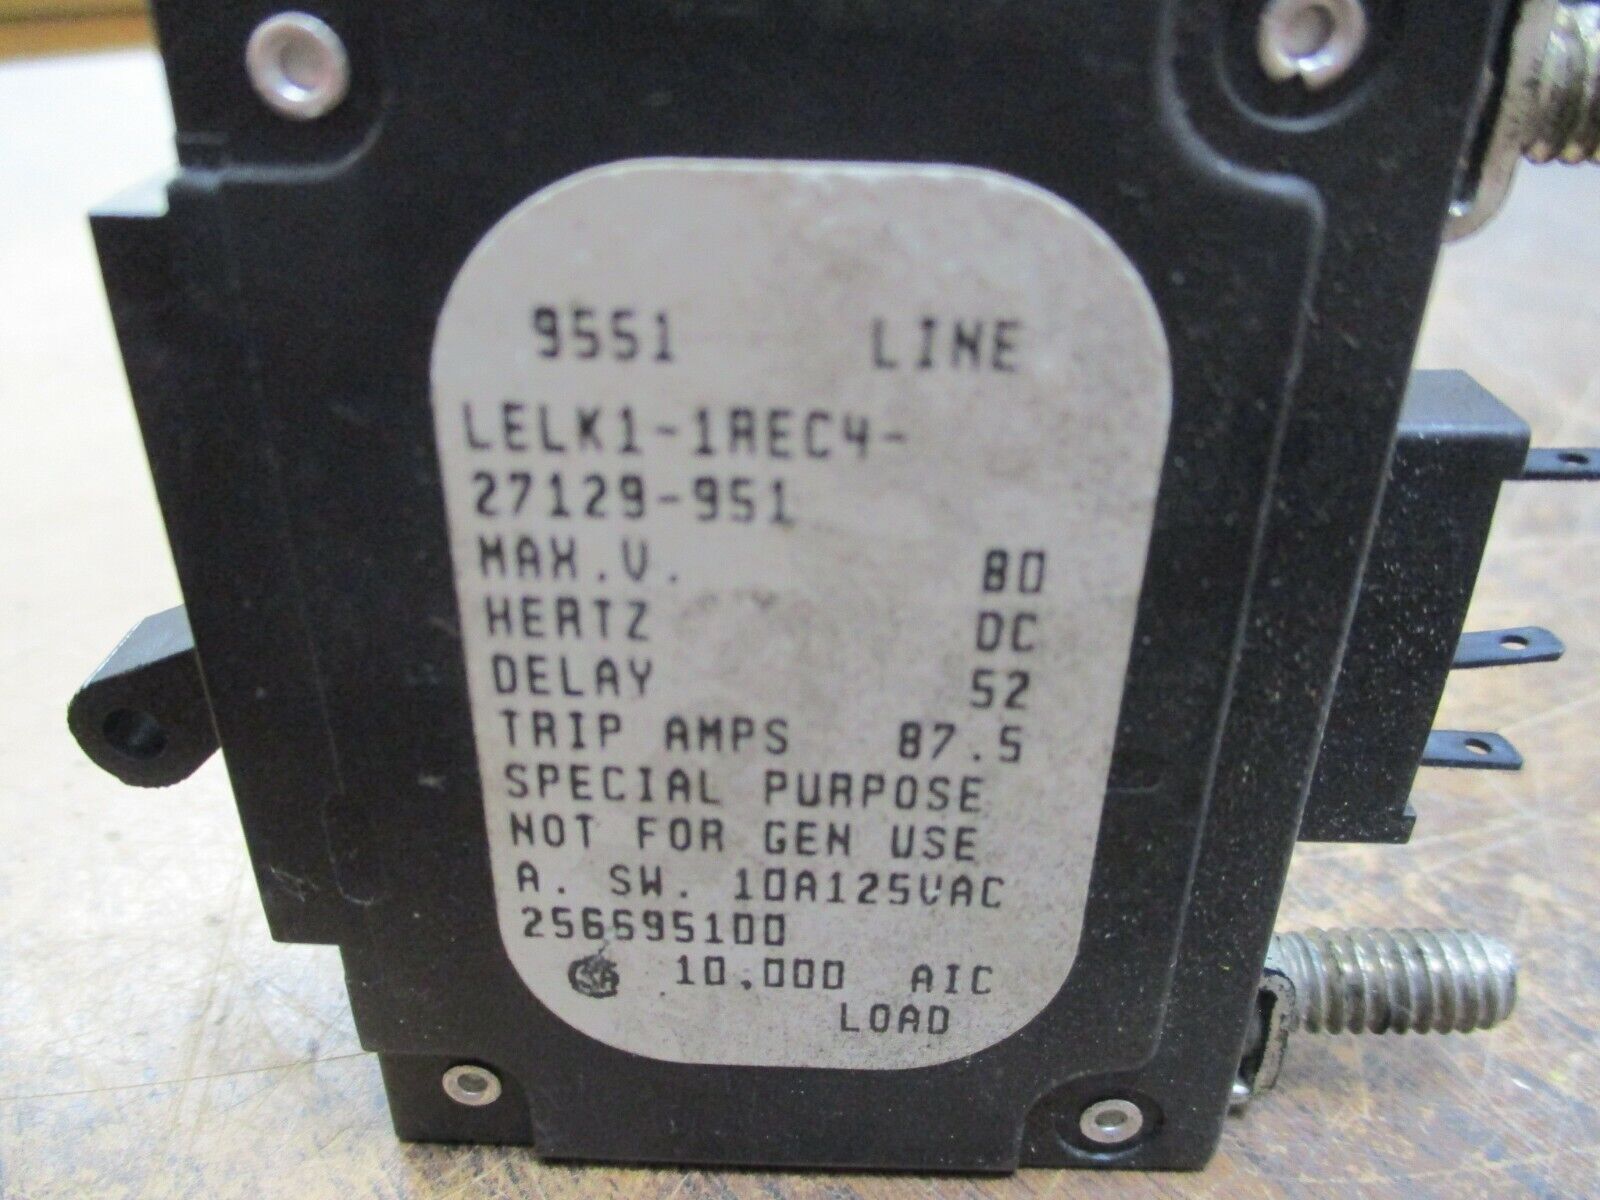 9551 LINE
LELK1-1REC4-
27129-951
MAX.V. 80
HERTZ DC
DELAY 52
TRIP AMPS 87.5
SPECIAL PURPOSE
NOT FOR GEN USE
A. SW. 10A125VAC
2566595100
10,000 AIC
LOAD